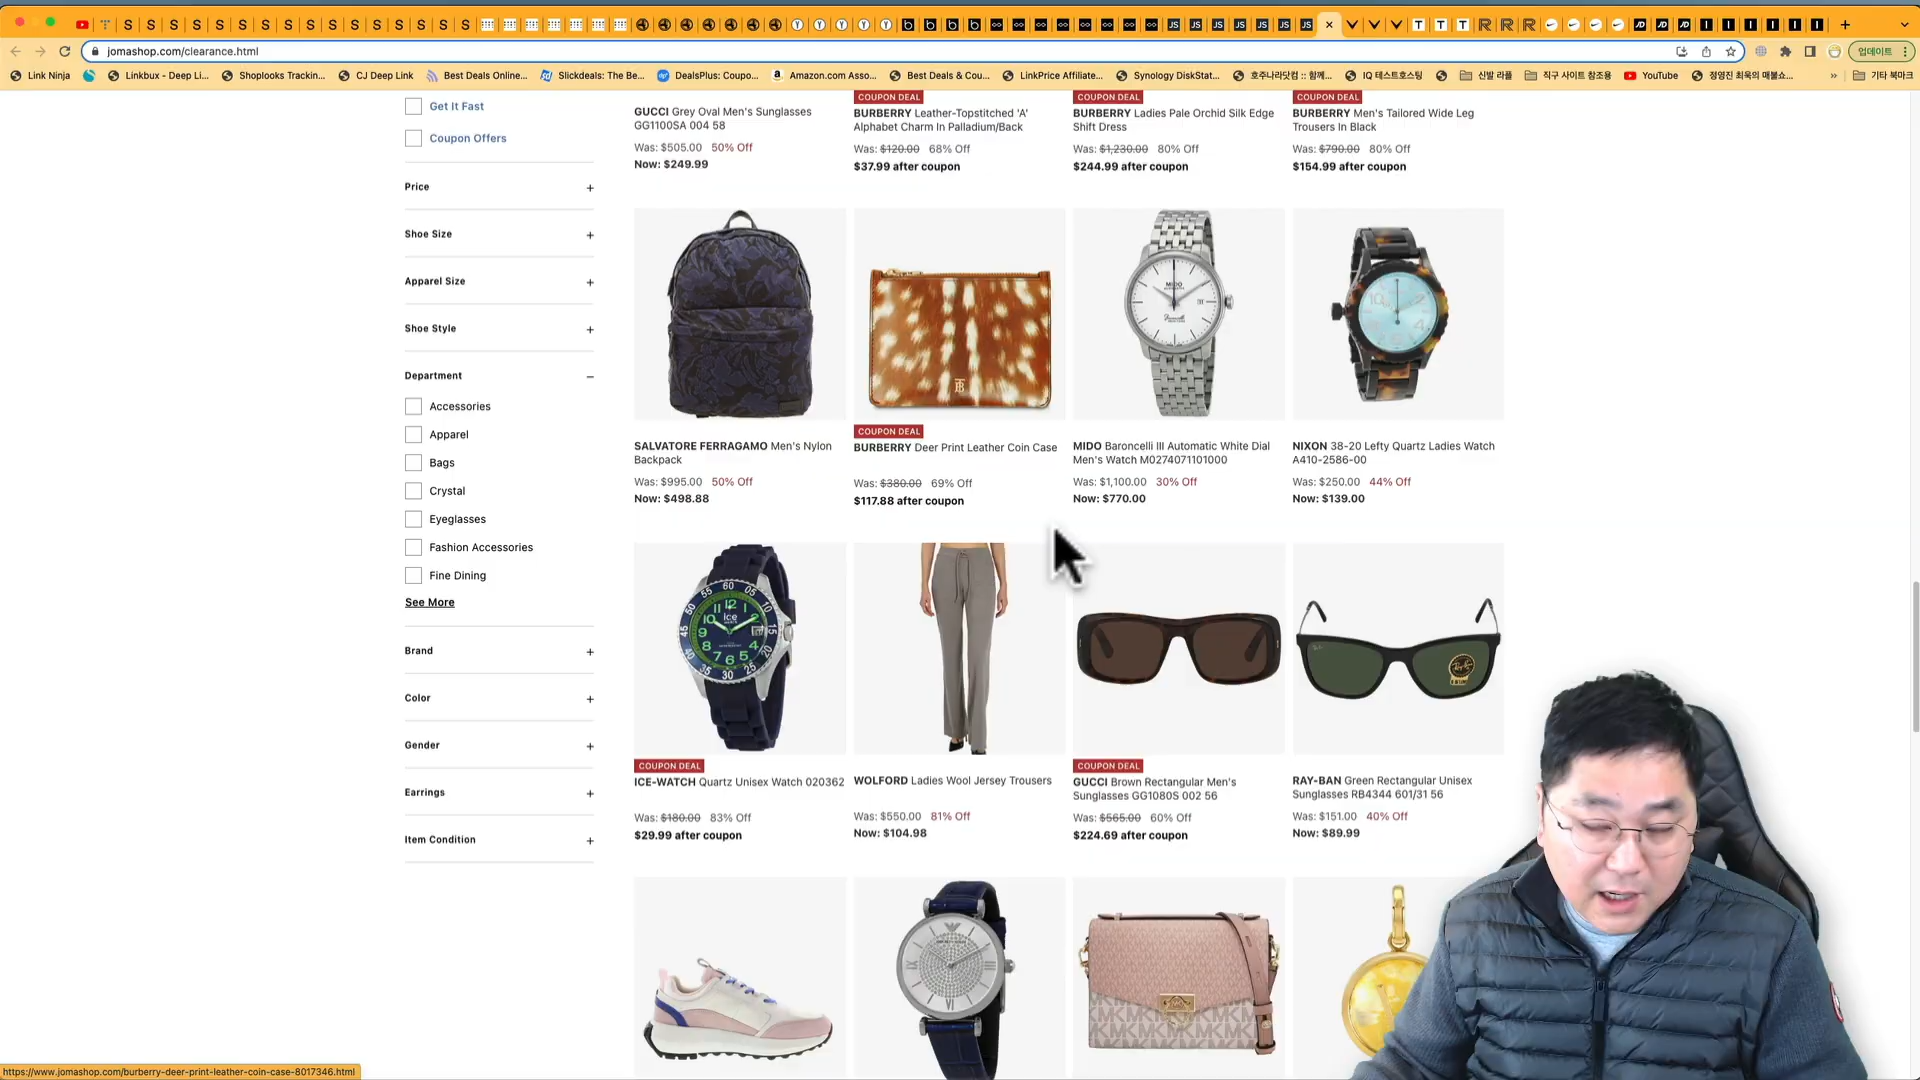 jomashop.com/clearance.html
업데이트
Link Ninja
Linkbux - Deep Li...
Shoplooks Trackin...
CJ Deep Link
Best Deals Online...
Slickdeals: The Be...
DealsPlus: Coupo...
Amazon.com Asso...
Best Deals & Cou...
LinkPrice Affiliate...
Synology DiskStat...
호주나라닷컴 :: 함께...
IQ 테스트호스팅
신발 라플
직구 사이트 참조용
YouTube
정영진 최욱의 매불쇼...
»
기타 북마크
Get It Fast
Coupon Offers
Price
Shoe Size
Apparel Size
Shoe Style
Department
Accessories
Apparel
Bags
Crystal
Eyeglasses
Fashion Accessories
Fine Dining
See More
Brand
Color
Gender
Earrings
Item Condition
GUCCI Grey Oval Men's Sunglasses
GG1100SA 004 58
Was: $505.00 50% Off
Now: $249.99
COUPON DEAL
BURBERRY Leather-Topstitched 'A'
Alphabet Charm In Palladium/Back
Was: $120.00 68% Off
$37.99 after coupon
COUPON DEAL
BURBERRY Ladies Pale Orchid Silk Edge
Shift Dress
Was: $1,230.00 80% Off
$244.99 after coupon
COUPON DEAL
BURBERRY Men's Tailored Wide Leg
Trousers In Black
Was: $790.00 80% Off
$154.99 after coupon
SALVATORE FERRAGAMO Men's Nylon
Backpack
Was: $995.00 50% Off
Now: $498.88
COUPON DEAL
BURBERRY Deer Print Leather Coin Case
Was: $380.00 69% Off
$117.88 after coupon
MIDO
MIDO Baroncelli III Automatic White Dial
Men's Watch M0274071101000
Was: $1,100.00 30% Off
Now: $770.00
NIXON 38-20 Lefty Quartz Ladies Watch
A410-2586-00
Was: $250.00 44% Off
Now: $139.00
ice
COUPON DEAL
ICE-WATCH Quartz Unisex Watch 020362
Was: $180.00 83% Off
$29.99 after coupon
WOLFORD Ladies Wool Jersey Trousers
Was: $550.00 81% Off
Now: $104.98
COUPON DEAL
GUCCI Brown Rectangular Men's
Sunglasses GG1080S 002 56
Was: $565.00 60% Off
$224.69 after coupon
Ray-Ban
RAY-BAN Green Rectangular Unisex
Sunglasses RB4344 601/31 56
Was: $151.00 40% Off
Now: $89.99
https://www.jomashop.com/burberry-deer-print-leather-coin-case-8017346.html